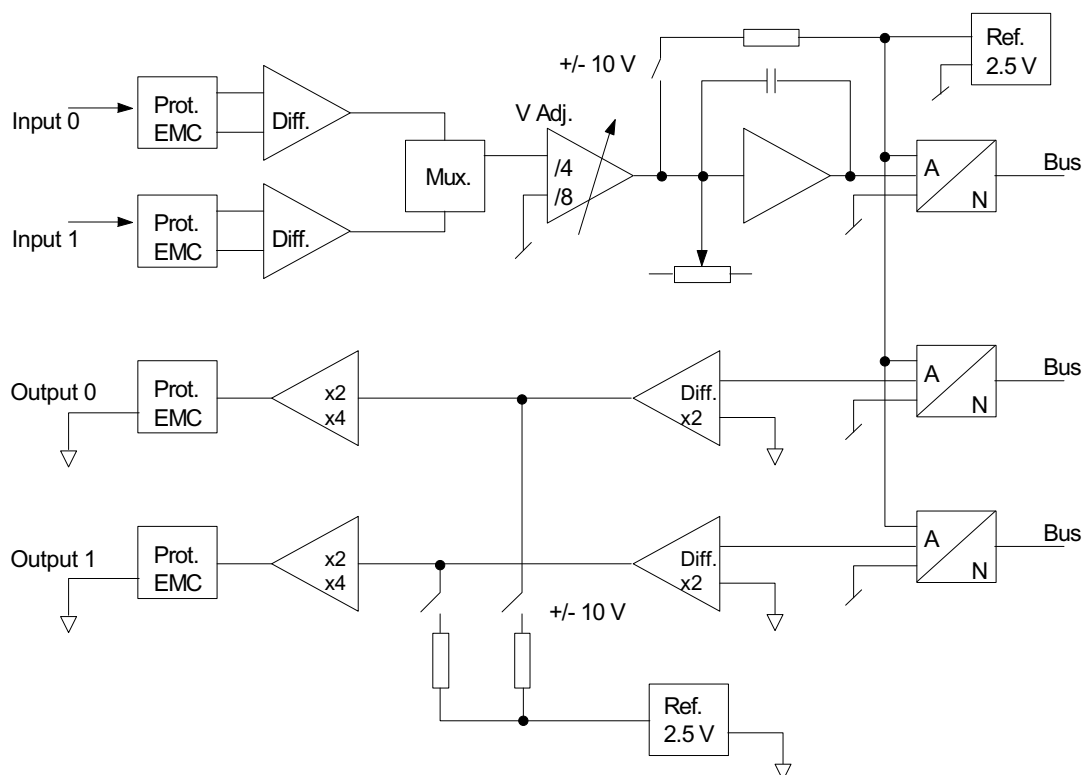 Ref.
2.5 V
+/- 10 V
Input 0
Prot.
EMC
Diff.
V Adj.
/4
/8
Mux.
A
N
Bus
Input 1
Prot.
EMC
Diff.
Output 0
Prot.
EMC
x2
x4
Diff.
x2
A
N
Bus
Output 1
Prot.
EMC
x2
x4
Diff.
x2
A
N
Bus
+/- 10 V
Ref.
2.5 V